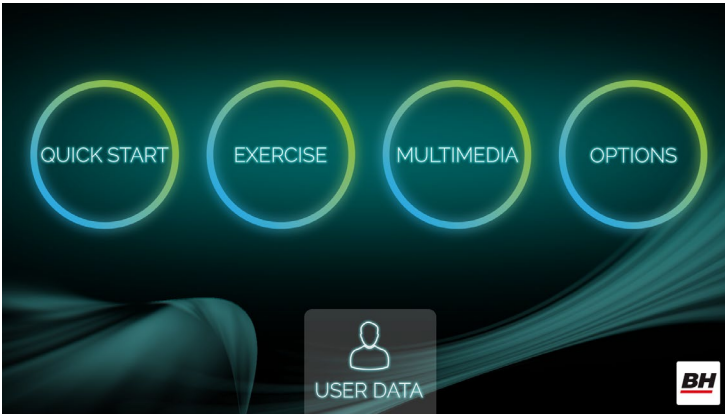 QUICK START
EXERCISE
MULTIMEDIA
OPTIONS
USER DATA
BH